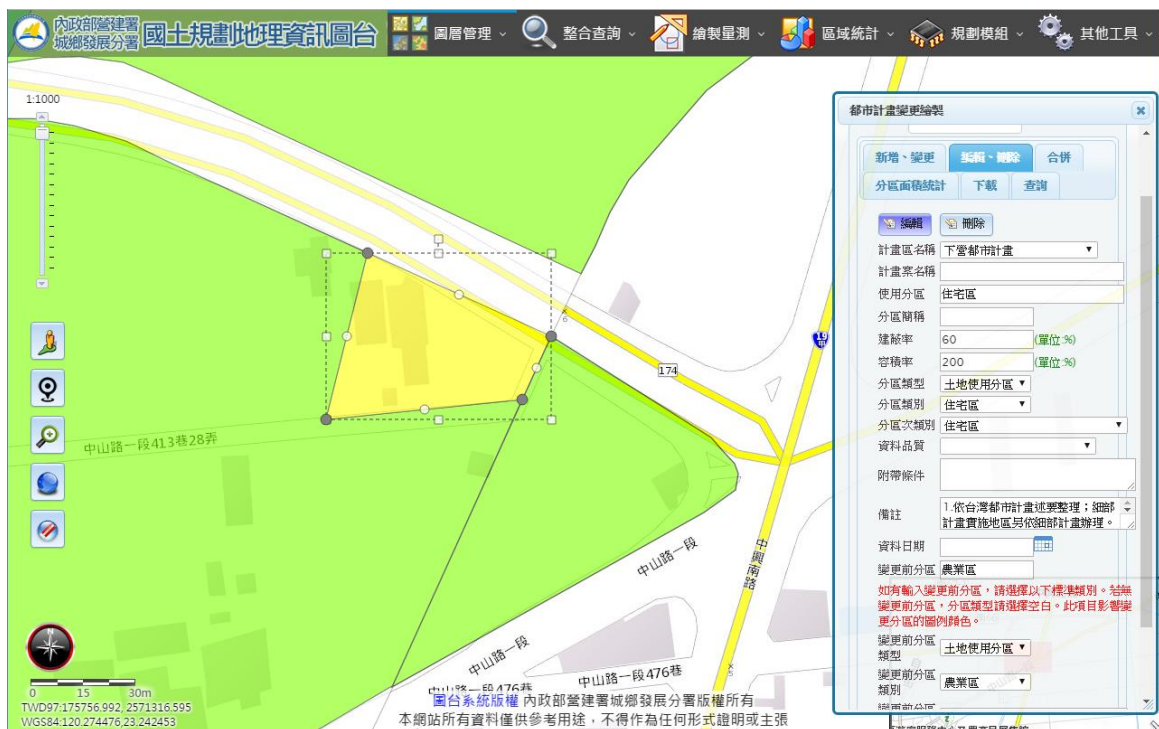 內政部營建署
城鄉發展分署
國土規劃地理資訊圖台
圖層管理
整合查詢
繪製量測
區域統計
規劃模組
其他工具
1:1000
6
174
19
甲
中山路一段413巷28弄
中山路一段
中興南路
中山路一段
中山路一段476巷
5
中山路一段476巷
0 15 30m
TWD97:175756.992, 2571316.595
WGS84:120.274476,23.242453
圖台系統版權 內政部營建署城鄉發展分署版權所有
本網站所有資料僅供參考用途，不得作為任何形式證明或主張
都市計畫變更繪製
新增、變更 編輯、刪除 合併
分區面積統計 下載 查詢
編輯 刪除
計畫區名稱 下營都市計畫
計畫案名稱
使用分區 住宅區
分區簡稱
建蔽率 60 (單位:%)
容積率 200 (單位:%)
分區類型 土地使用分區
分區類別 住宅區
分區次類別 住宅區
資料品質
附帶條件
備註 1.依台灣都市計畫述要整理；細部
計畫實施地區另依細部計畫辦理。
資料日期
變更前分區 農業區
如有輸入變更前分區，請選擇以下標準類別。若無
變更前分區，分區類型請選擇空白。此項目影響變
更分區的圖例顏色。
變更前分區
類型 土地使用分區
變更前分區
類別 農業區
變更前分區